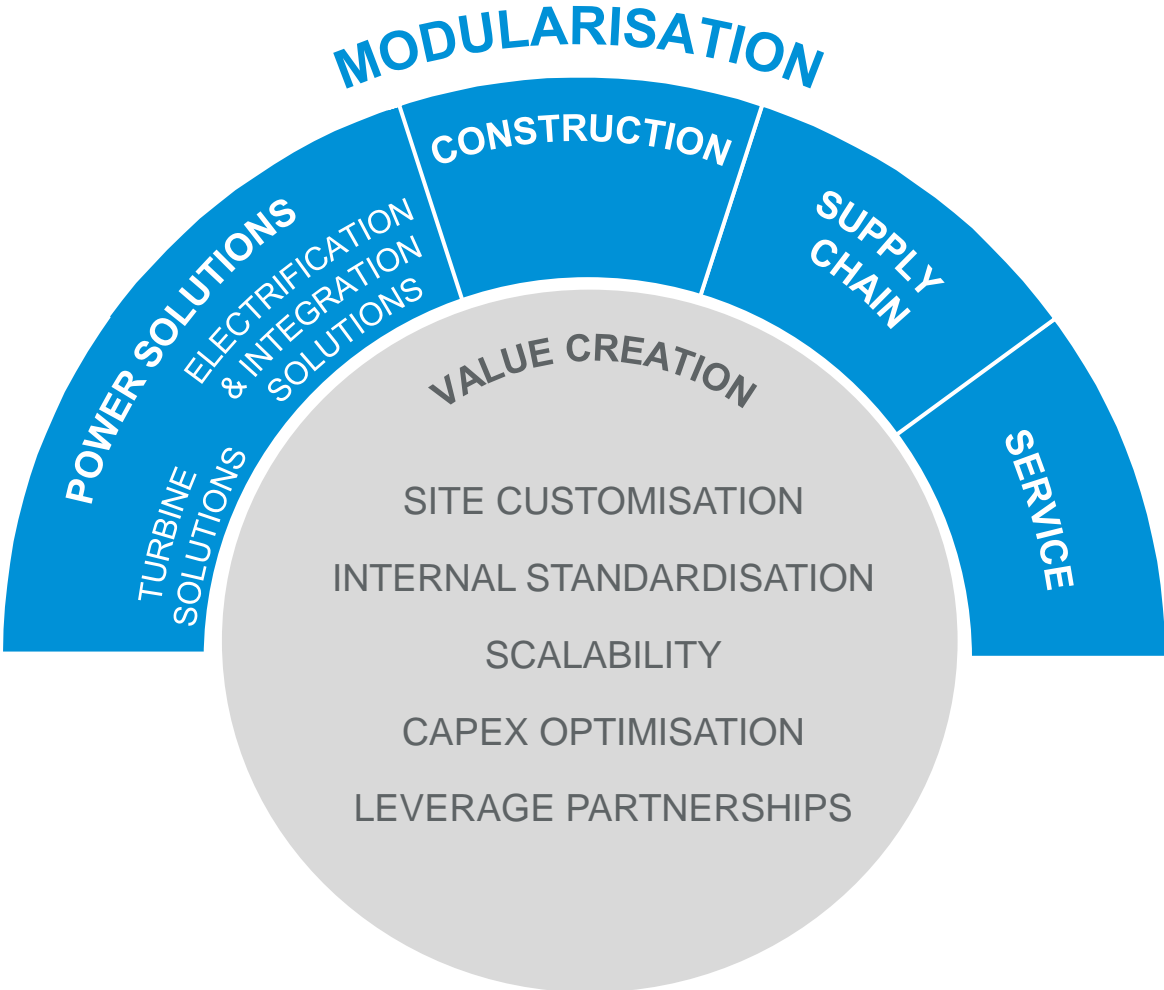 MODULARISATION
POWER SOLUTIONS
ELECTRIFICATION
& INTEGRATION
SOLUTIONS
TURBINE
SOLUTIONS
CONSTRUCTION
SUPPLY
CHAIN
SERVICE
VALUE CREATION
SITE CUSTOMISATION
INTERNAL STANDARDISATION
SCALABILITY
CAPEX OPTIMISATION
LEVERAGE PARTNERSHIPS